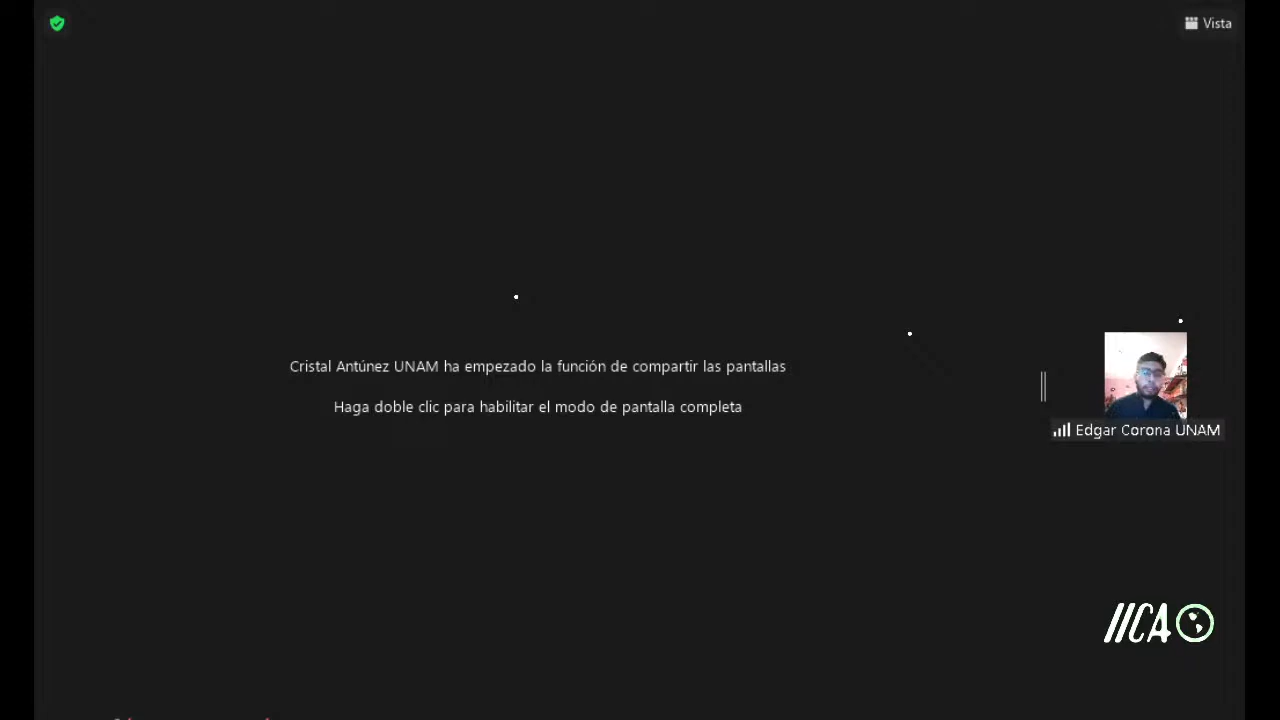 Vista
Cristal Antúnez UNAM ha empezado la función de compartir las pantallas
Haga doble clic para habilitar el modo de pantalla completa
Edgar Corona UNAM
IICA